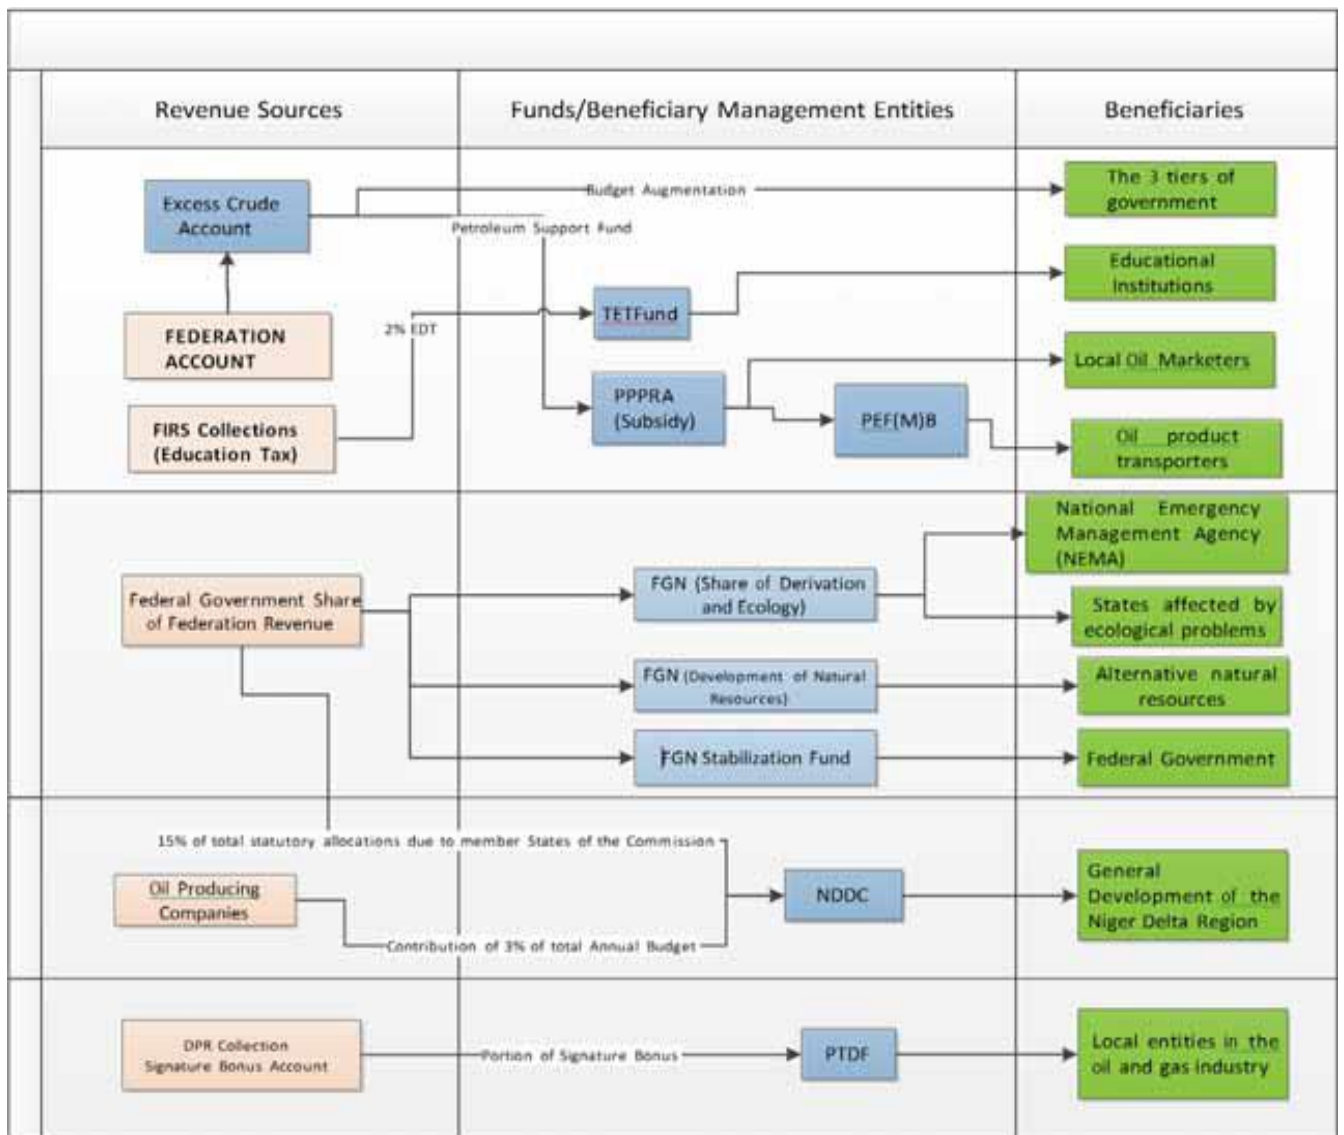 Revenue Sources
Funds/Beneficiary Management Entities
Beneficiaries
Excess Crude
Account
Budget Augmentation
The 3 tiers of
government
Petroleum Support Fund
Educational
Institutions
TETFund
2% EDT
FEDERATION
ACCOUNT
Local Oil Marketers
PPPRA
(Subsidy)
PEF(M)B
FIRS Collections
(Education Tax)
Oil product
transporters
National Emergency
Management Agency
(NEMA)
Federal Government Share
of Federation Revenue
FGN (Share of Derivation
and Ecology)
States affected by
ecological problems
FGN (Development of Natural
Resources)
Alternative natural
resources
FGN Stabilization Fund
Federal Government
15% of total statutory allocations due to member States of the Commission
Oil Producing
Companies
NDDC
General
Development of the
Niger Delta Region
Contribution of 3% of total Annual Budget
DPR Collection
Signature Bonus Account
Portion of Signature Bonus
PTDF
Local entities in the
oil and gas industry